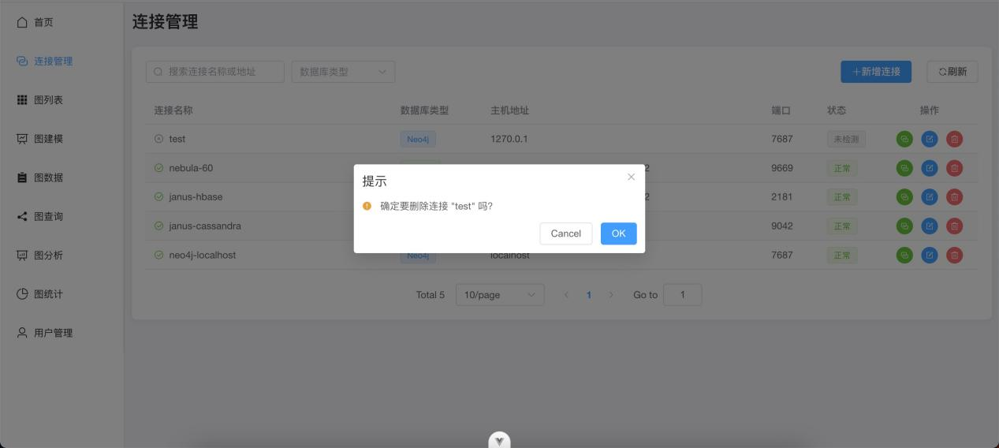 首页
连接管理
图列表
图建模
图数据
图查询
图分析
图统计
用户管理
连接管理
搜索连接名称或地址 数据库类型 +新增连接 刷新
连接名称 数据库类型 主机地址 端口 状态 操作
test Neo4j 1270.0.1 7687 未检测
nebula-60 2 9669 正常
janus-hbase 2 2181 正常
janus-cassandra 9042 正常
neo4j-localhost Neo4j localhost 7687 正常
提示
确定要删除连接 "test" 吗?
Cancel OK
Total 5 10/page 1 Go to 1